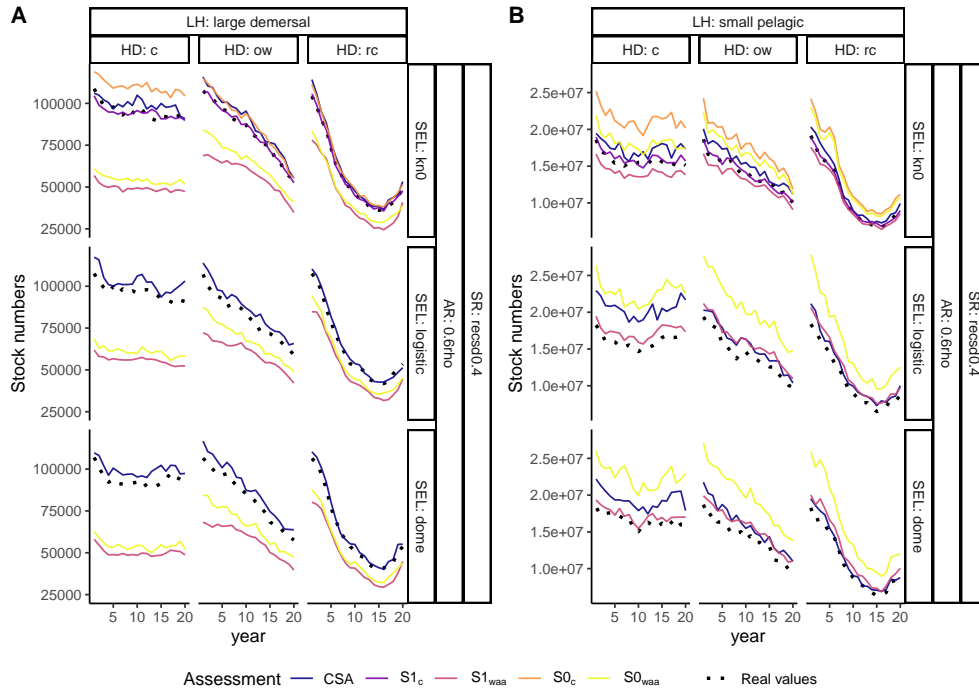 A
LH: large demersal
HD: c
HD: ow
HD: rc
100000
75000
50000
25000
SEL: km0
100000
75000
50000
25000
SEL: logistic
100000
75000
50000
25000
SEL: dome
AR: 0.6rho
SR: recsd0.4
Stock numbers
5 10 15 20
5 10 15 20
5 10 15 20
year
B
LH: small pelagic
HD: c
HD: ow
HD: rc
2.5e+07
2.0e+07
1.5e+07
1.0e+07
SEL: km0
2.5e+07
2.0e+07
1.5e+07
1.0e+07
SEL: logistic
2.5e+07
2.0e+07
1.5e+07
1.0e+07
SEL: dome
AR: 0.6rho
SR: recsd0.4
Stock numbers
5 10 15 20
5 10 15 20
5 10 15 20
year
Assessment CSA S1c S1waa S0c S0waa Real values